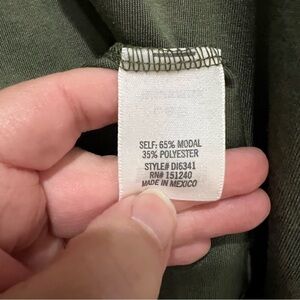 SELF: 65% MODAL
35% POLYESTER
STYLE# DI6341
RN# 151240
MADE IN MEXICO